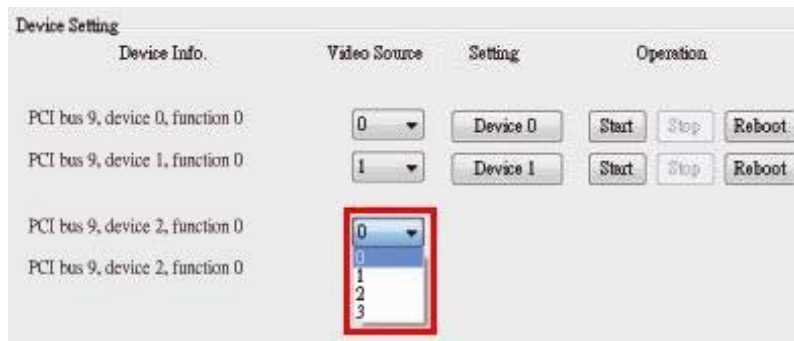 Device Setting
Device Info. Video Source Setting Operation
PCI bus 9, device 0, function 0 0 Device 0 Start Stop Reboot
PCI bus 9, device 1, function 0 1 Device 1 Start Stop Reboot
PCI bus 9, device 2, function 0 0
0
PCI bus 9, device 2, function 0 1
2
3